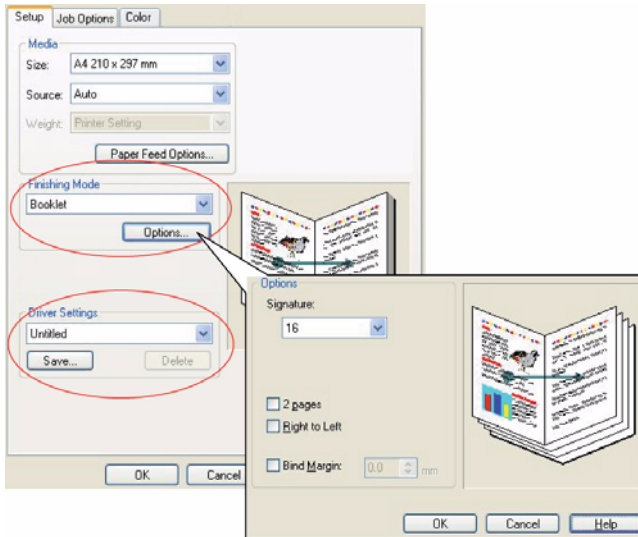 Setup Job Options Color
Media
Size: A4 210 x 297 mm
Source: Auto
Weight: Printer Setting
Paper Feed Options...
Finishing Mode
Booklet
Options...
Driver Settings
Untitled
Save... Delete
OK Cancel
Options
Signature:
16
2 pages
Right to Left
Bind Margin: 0.0 mm
OK Cancel Help